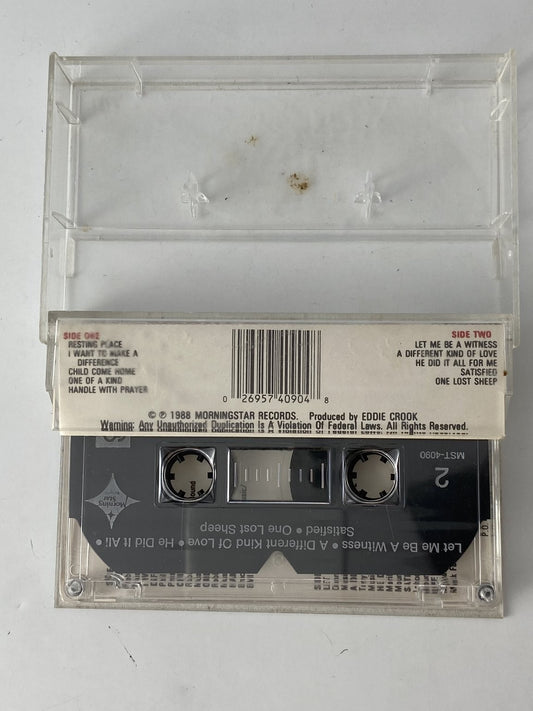 SIDE ONE
RESTING PLACE
I WANT TO MAKE A
DIFFERENCE
CHILD COME HOME
ONE OF A KIND
HANDLE WITH PRAYER
SIDE TWO
LET ME BE A WITNESS
A DIFFERENT KIND OF LOVE
HE DID IT ALL FOR ME
SATISFIED
ONE LOST SHEEP
0 26957 40904 8
© ℗ 1988 MORNINGSTAR RECORDS. Produced by EDDIE CROOK
Warning: Any Unauthorized Duplication Is A Violation Of Federal Laws. All Rights Reserved.
MST-4090
2
Morning
Star
Let Me Be A Witness • A Different Kind Of Love • He Did It All •
Satisfied • One Lost Sheep